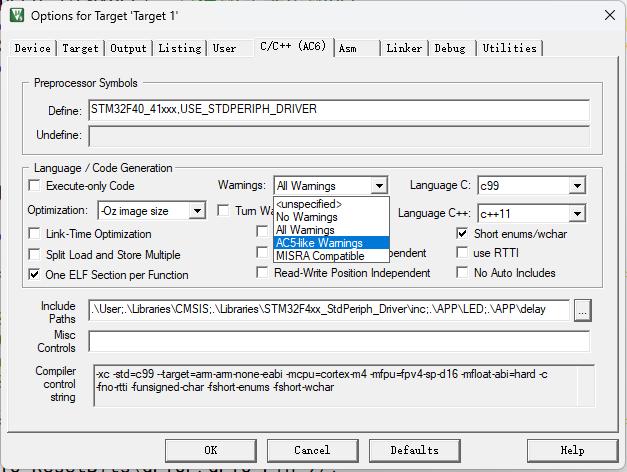 Options for Target 'Target 1'
Device Target Output Listing User C/C++ (AC6) Asm Linker Debug Utilities
Preprocessor Symbols
Define: STM32F40_41xxx,USE_STDPERIPH_DRIVER
Undefine:
Language / Code Generation
Execute-only Code Warnings: All Warnings Language C: c99
<unspecified>
Optimization: -Oz image size Turn Wa No Warnings Language C++: c++11
All Warnings
Link-Time Optimization AC5-like Warnings Short enums/wchar
Split Load and Store Multiple MISRA Compatible pendent use RTTI
One ELF Section per Function Read-Write Position Independent No Auto Includes
Include Paths .\User;.\Libraries\CMSIS;.\Libraries\STM32F4xx_StdPeriph_Driver\inc;.\APP\LED;.\APP\delay ...
Misc Controls
Compiler control string -xc -std=c99 --target=arm-arm-none-eabi -mcpu=cortex-m4 -mfpu=fpv4-sp-d16 -mfloat-abi=hard -c
-fno-rtti -funsigned-char -fshort-enums -fshort-wchar
OK Cancel Defaults Help